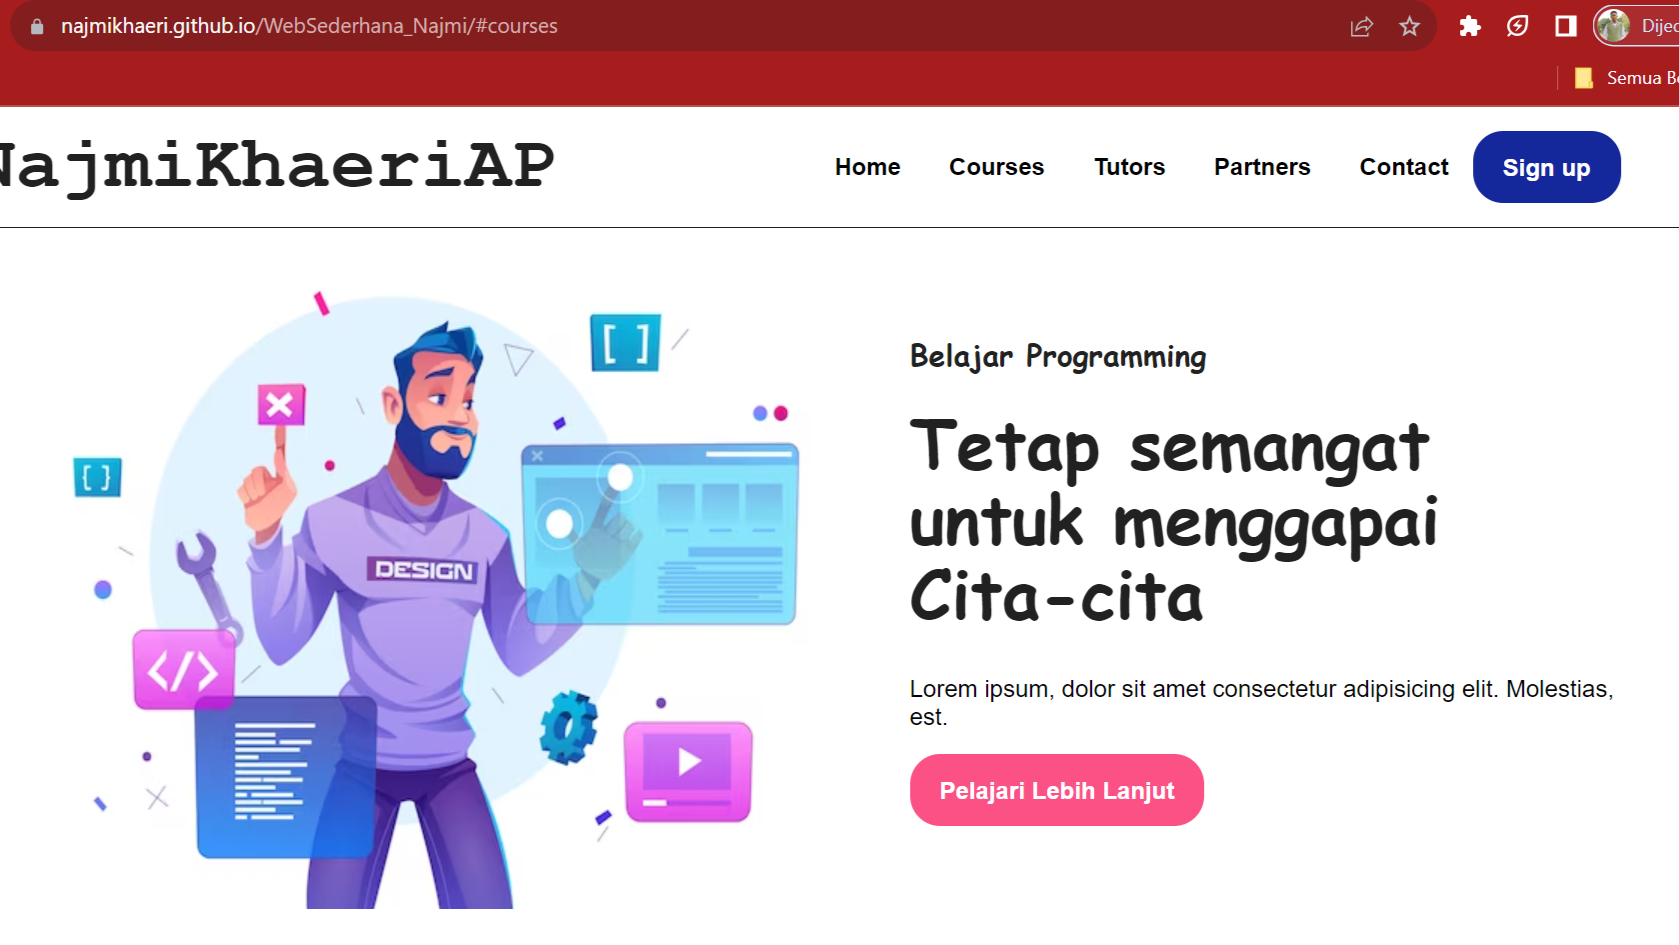 najmikhaeri.github.io/WebSederhana_Najmi/#courses
Dijed
Semua Bo
NajmiKhaeriAP
Home Courses Tutors Partners Contact Sign up
[ ]
{ }
DESIGN
</>
Belajar Programming
Tetap semangat
untuk menggapai
Cita-cita
Lorem ipsum, dolor sit amet consectetur adipisicing elit. Molestias,
est.
Pelajari Lebih Lanjut